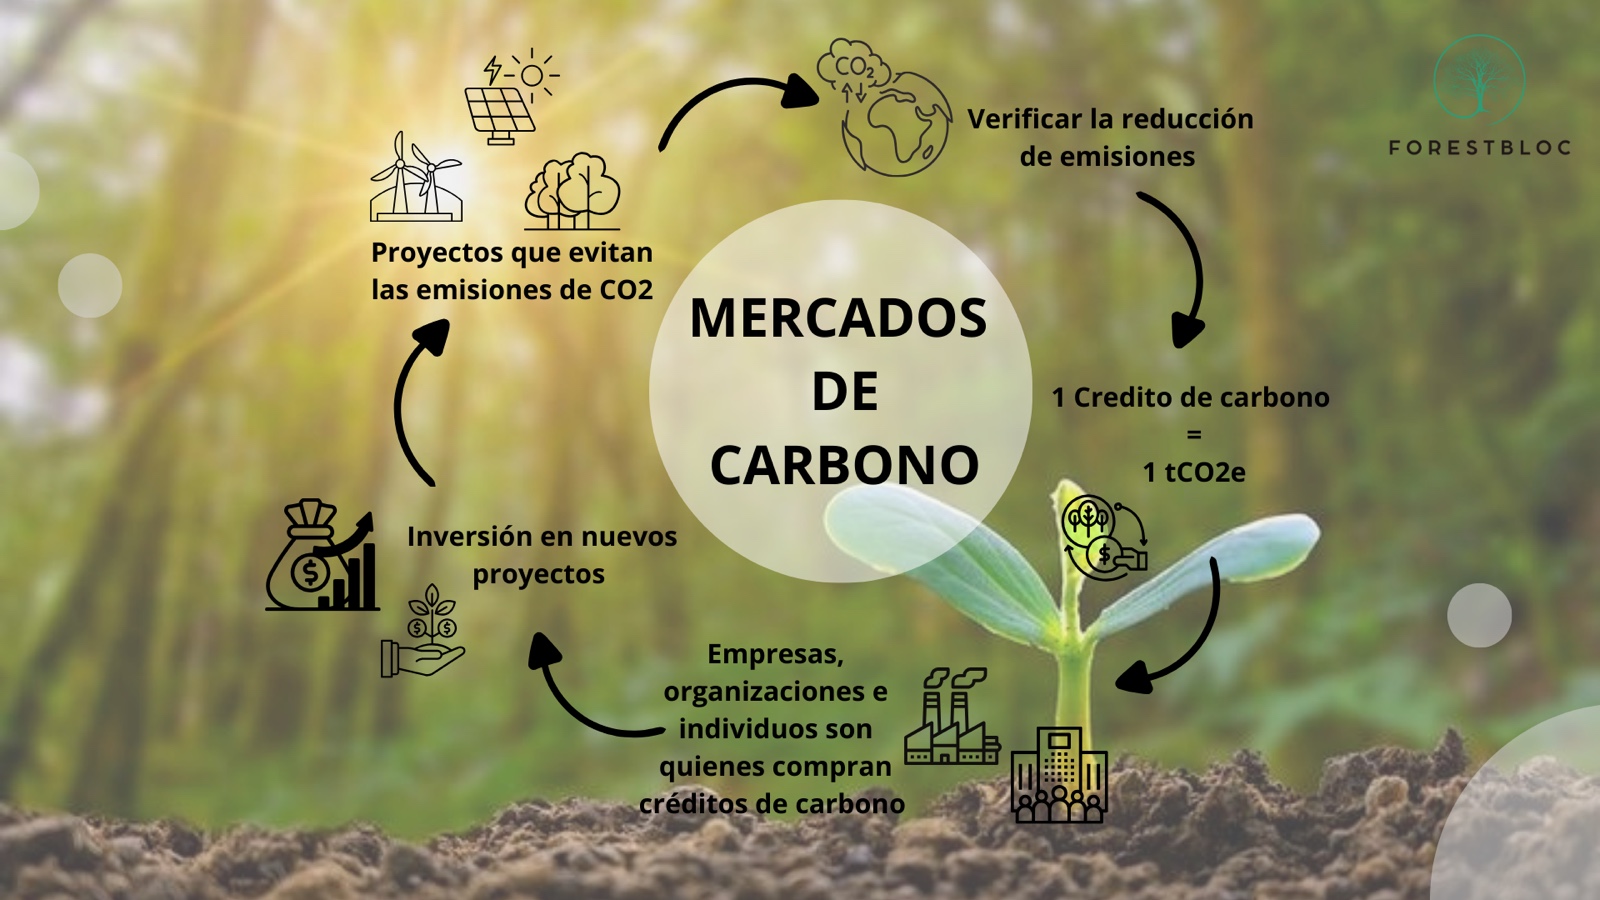 CO₂
Verificar la reducción
de emisiones
FORESTBLOC
Proyectos que evitan
las emisiones de CO2
MERCADOS
DE
CARBONO
1 Credito de carbono
=
1 tCO2e
$
Inversión en nuevos
proyectos
$
$ $
Empresas,
organizaciones e
individuos son
quienes compran
créditos de carbono